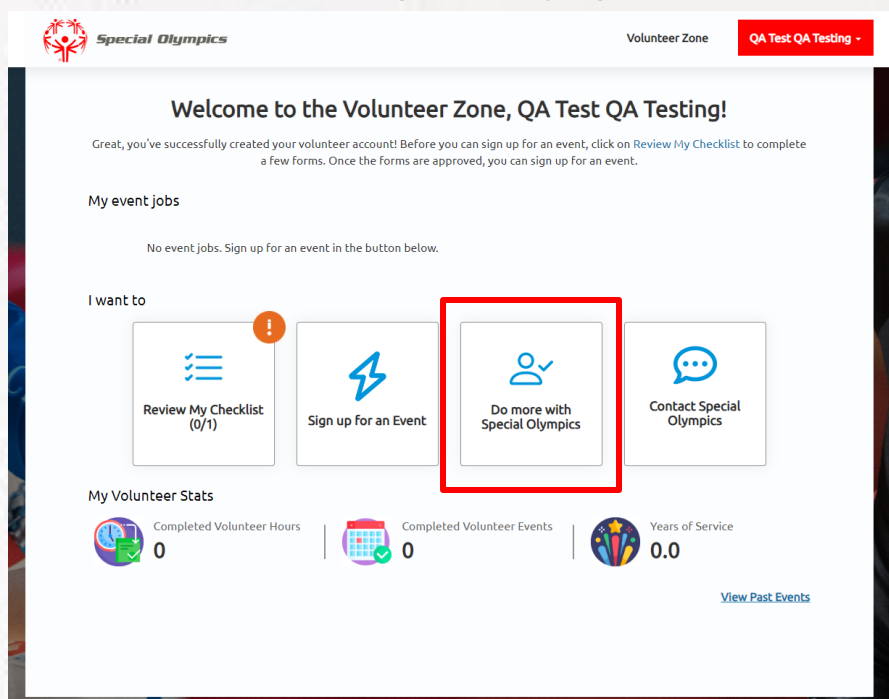 Special Olympics
Volunteer Zone
QA Test QA Testing
Welcome to the Volunteer Zone, QA Test QA Testing!
Great, you've successfully created your volunteer account! Before you can sign up for an event, click on Review My Checklist to complete
a few forms. Once the forms are approved, you can sign up for an event.
My event jobs
No event jobs. Sign up for an event in the button below.
I want to
!
Review My Checklist
(0/1)
Sign up for an Event
Do more with
Special Olympics
Contact Special
Olympics
My Volunteer Stats
Completed Volunteer Hours
0
Completed Volunteer Events
0
Years of Service
0.0
View Past Events